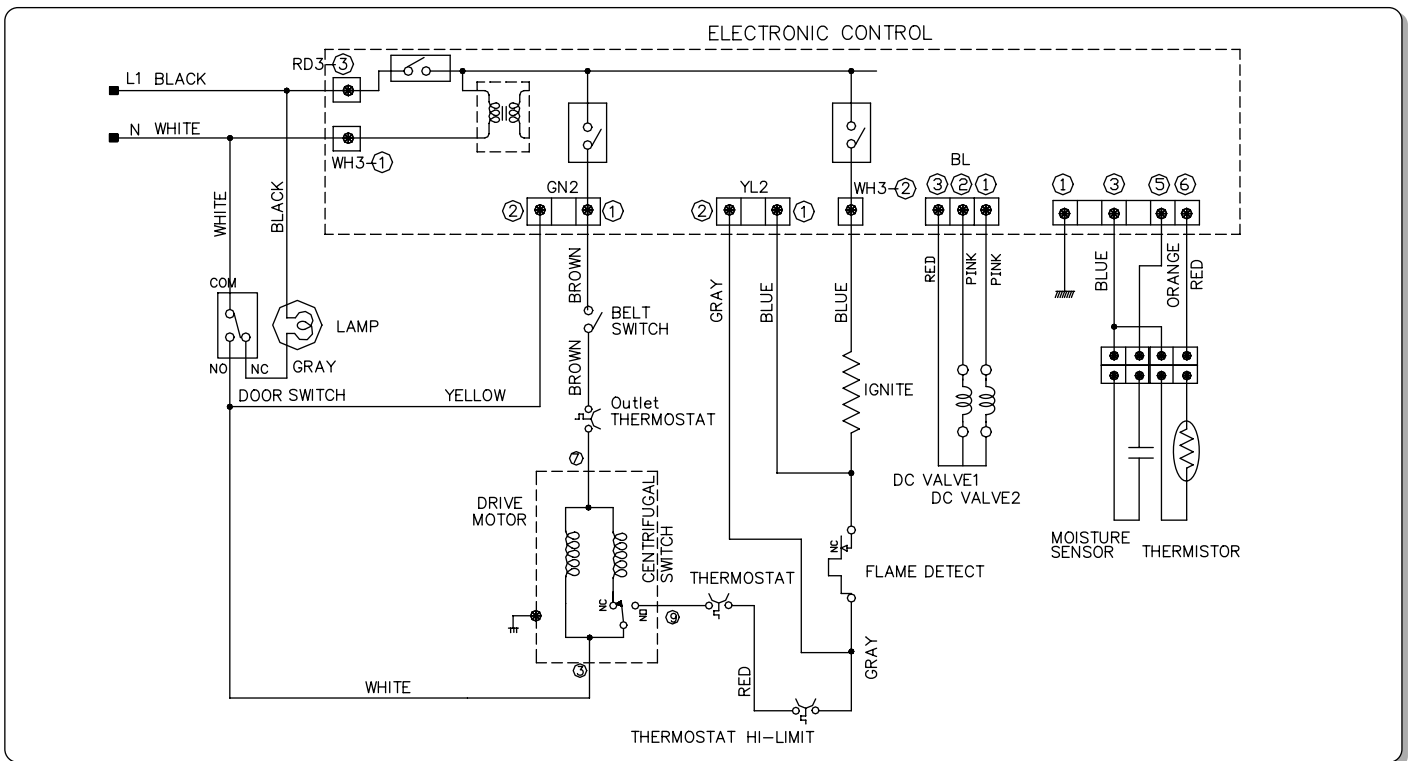 ELECTRONIC CONTROL
RD3-③
L1 BLACK
N WHITE
WH3-①
BL
GN2
YL2
WH3-②
③ ② ①
① ③ ⑤ ⑥
② ①
② ①
WHITE
BLACK
BROWN
GRAY
BLUE
BLUE
RED
PINK
PINK
BLUE
ORANGE
RED
COM
LAMP
BELT
SWITCH
NO
NC
GRAY
DOOR SWITCH
YELLOW
BROWN
Outlet
THERMOSTAT
IGNITE
⑦
DC VALVE1
DC VALVE2
DRIVE
MOTOR
CENTRIFUGAL
SWITCH
MOISTURE
SENSOR
THERMISTOR
NC
FLAME DETECT
THERMOSTAT
NC
NO
⑨
③
WHITE
RED
GRAY
THERMOSTAT HI-LIMIT